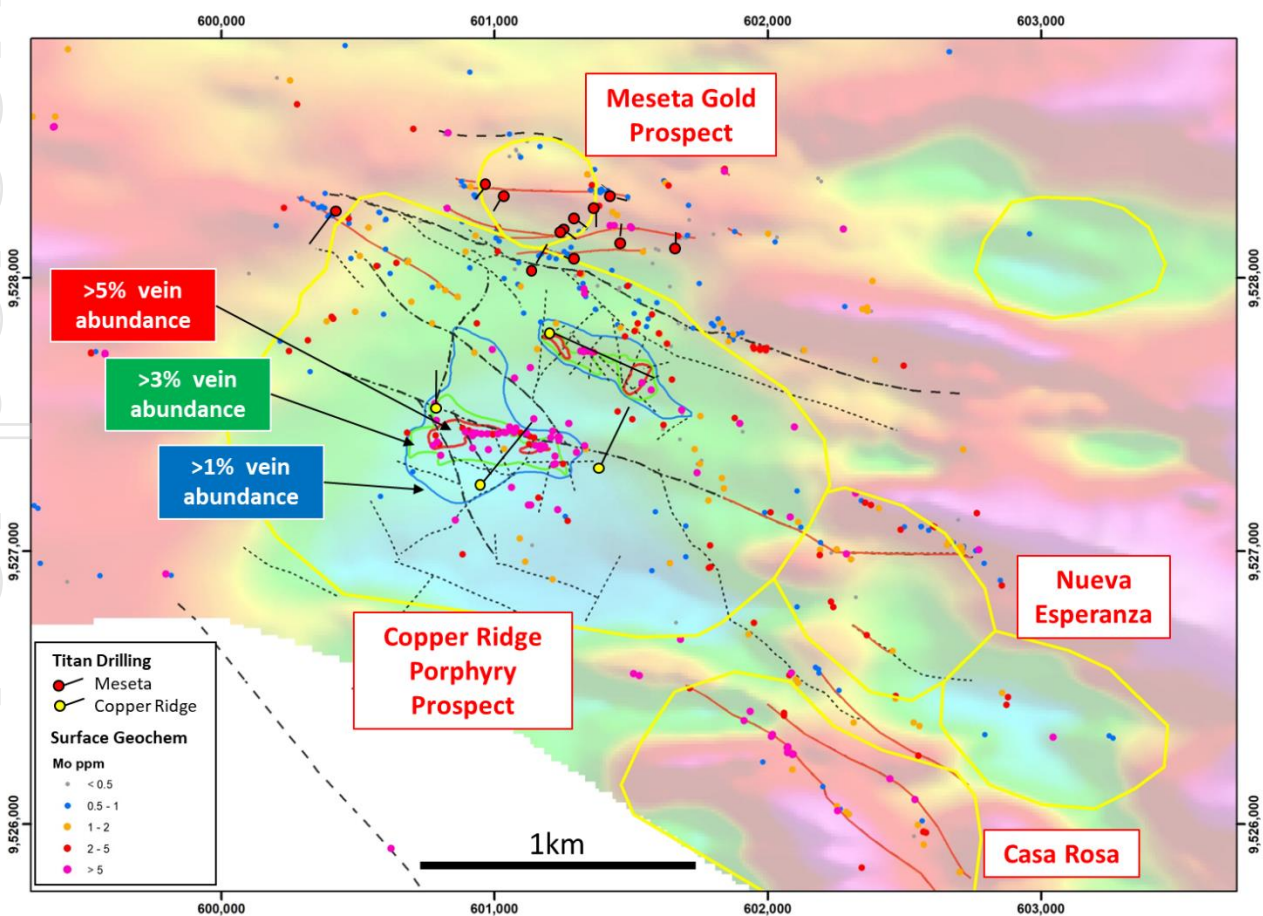 600,000
601,000
602,000
603,000
Meseta Gold
Prospect
9,528,000
9,528,000
>5% vein
abundance
>3% vein
abundance
>1% vein
abundance
9,527,000
9,527,000
Nueva
Esperanza
Copper Ridge
Porphyry
Prospect
Titan Drilling
Meseta
Copper Ridge
Surface Geochem
Mo ppm
< 0.5
0.5 - 1
1 - 2
2 - 5
> 5
9,526,000
9,526,000
1km
Casa Rosa
600,000
601,000
602,000
603,000